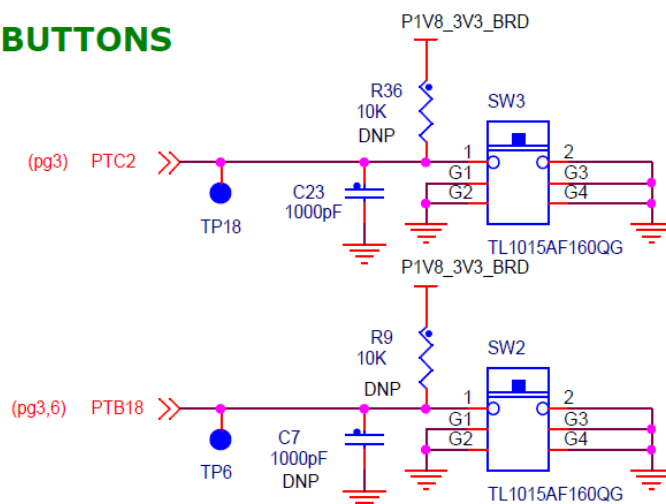 BUTTONS
P1V8_3V3_BRD
R36
10K
DNP
SW3
(pg3) PTC2
1 2
G1 G3
G2 G4
TP18
C23
1000pF
TL1015AF160QG
P1V8_3V3_BRD
R9
10K
DNP
SW2
(pg3,6) PTB18
1 2
G1 G3
G2 G4
TP6
C7
1000pF
DNP
TL1015AF160QG